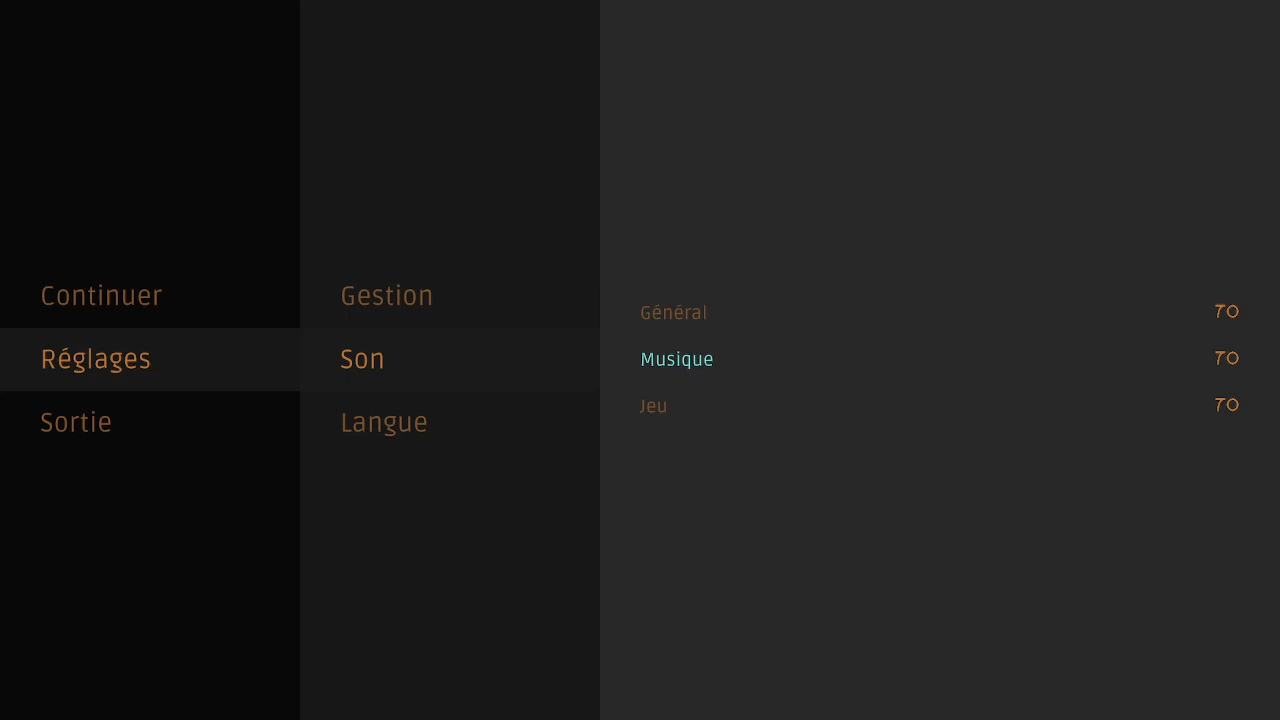 Continuer
Réglages
Sortie
Gestion
Son
Langue
Général 70
Musique 70
Jeu 70